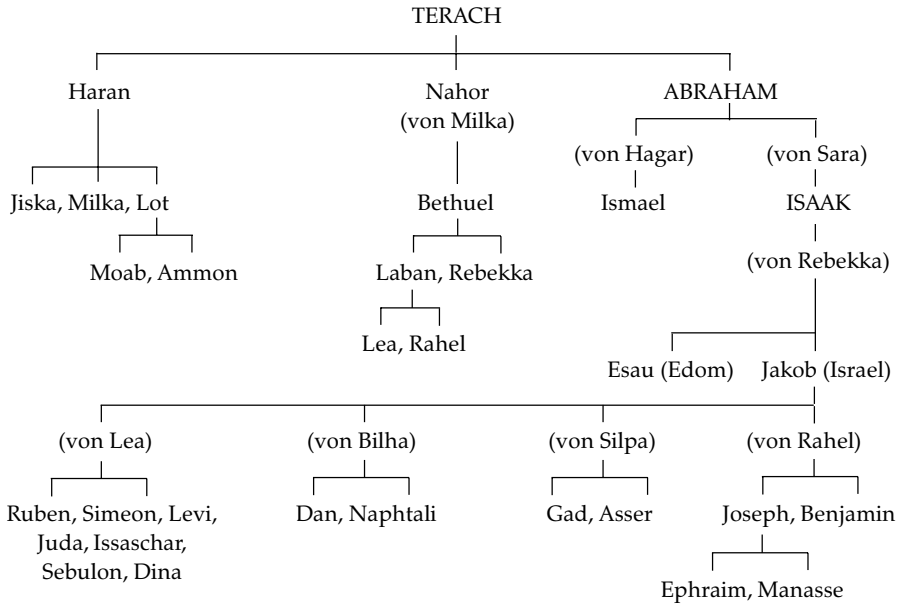 TERACH
Haran
Nahor
(von Milka)
ABRAHAM
(von Hagar)
(von Sara)
Jiska, Milka, Lot
Bethuel
Ismael
ISAAK
Moab, Ammon
Laban, Rebekka
(von Rebekka)
Lea, Rahel
Esau (Edom)
Jakob (Israel)
(von Lea)
(von Bilha)
(von Silpa)
(von Rahel)
Ruben, Simeon, Levi,
Juda, Issaschar,
Sebulon, Dina
Dan, Naphtali
Gad, Asser
Joseph, Benjamin
Ephraim, Manasse